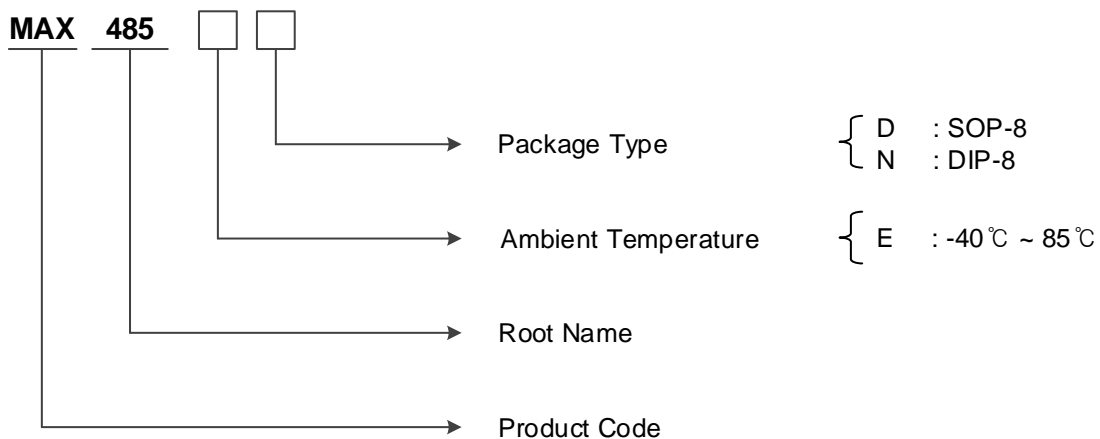 MAX 485
Package Type { D : SOP-8
N : DIP-8
Ambient Temperature { E : -40℃ ~ 85℃
Root Name
Product Code